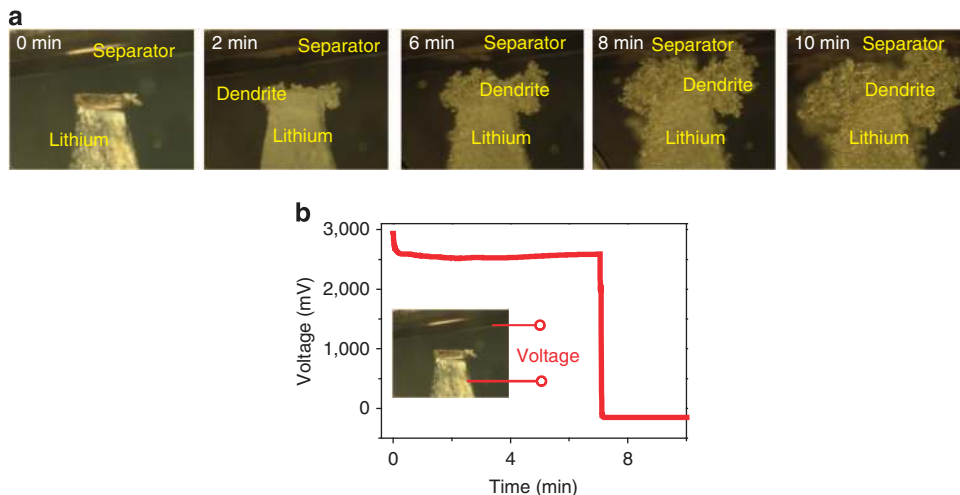 a
0 min
Separator
Lithium
2 min
Separator
Dendrite
Lithium
6 min
Separator
Dendrite
Lithium
8 min
Separator
Dendrite
Lithium
10 min
Separator
Dendrite
Lithium
b
3,000
2,000
1,000
0
Voltage (mV)
Voltage
0
4
8
Time (min)